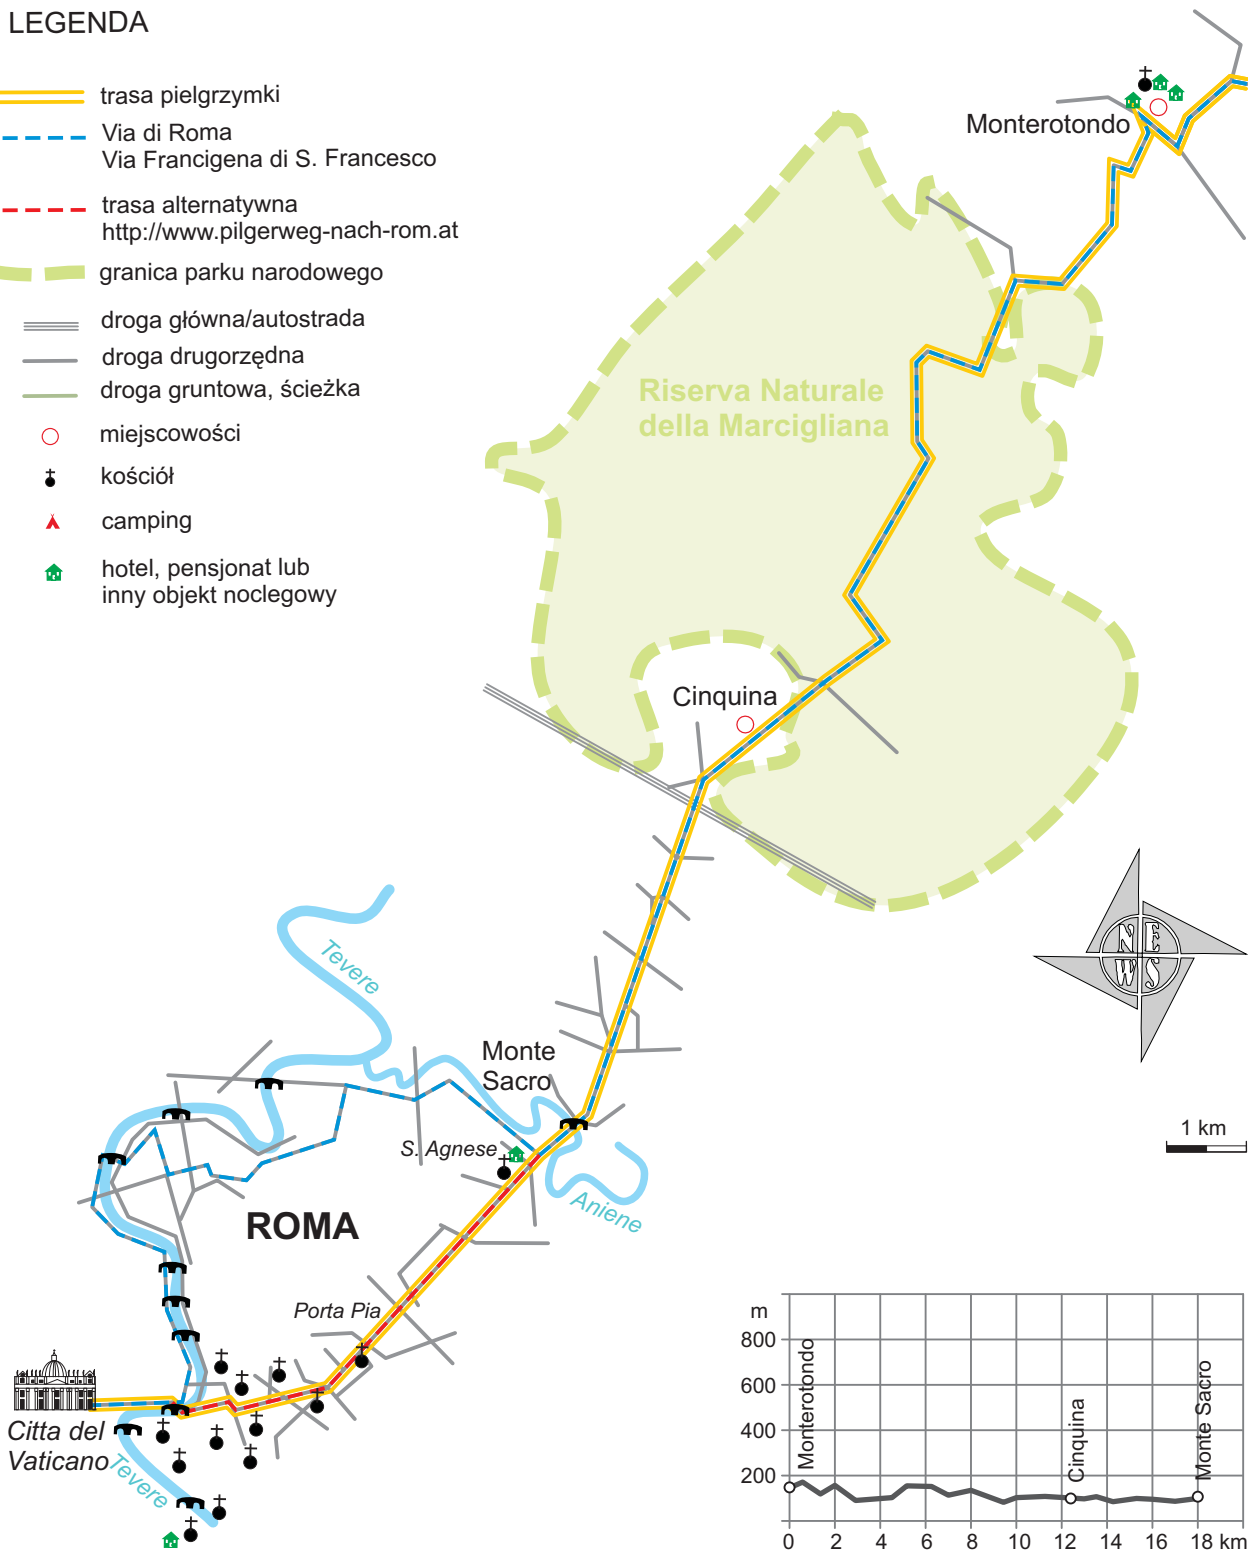 LEGENDA
trasa pielgrzymki
Via di Roma
Via Francigena di S. Francesco
trasa alternatywna
http://www.pilgerweg-nach-rom.at
granica parku narodowego
droga główna/autostrada
droga drugorzędna
droga gruntowa, ścieżka
miejscowości
kościół
camping
hotel, pensjonat lub
inny objekt noclegowy
Monterotondo
Riserva Naturale
della Marcigliana
Cinquina
N E
W S
1 km
Tevere
Monte
Sacro
S. Agnese
Aniene
ROMA
Porta Pia
Citta del
Vaticano
Tevere
m
800
600
400
200
Monterotondo
Cinquina
Monte Sacro
0 2 4 6 8 10 12 14 16 18 km